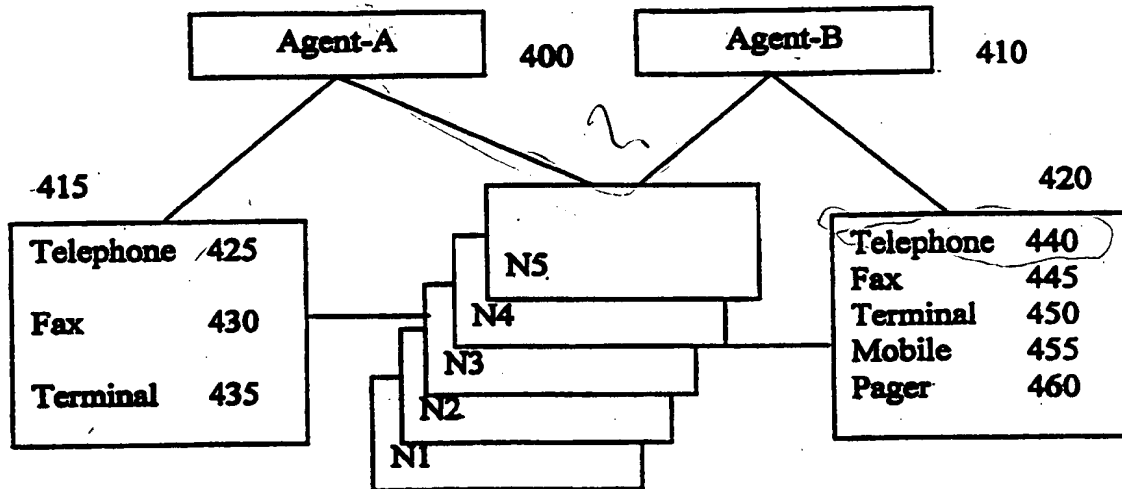 Agent-A
400
Agent-B
410
415
420
Telephone 425
Fax 430
Terminal 435
N5
N4
N3
N2
N1
Telephone 440
Fax 445
Terminal 450
Mobile 455
Pager 460